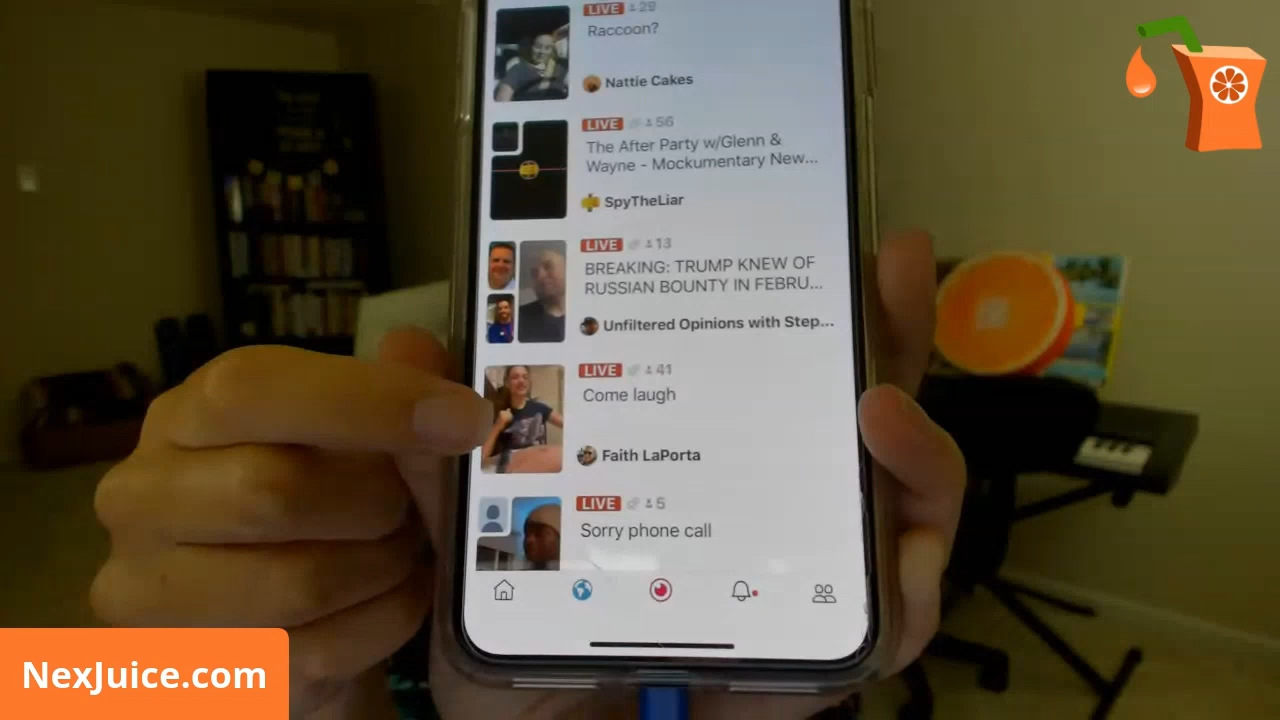 LIVE 29
Raccoon?
Nattie Cakes
LIVE 56
The After Party w/Glenn &
Wayne - Mockumentary New...
SpyTheLiar
LIVE 13
BREAKING: TRUMP KNEW OF
RUSSIAN BOUNTY IN FEBRU...
Unfiltered Opinions with Step...
LIVE 41
Come laugh
Faith LaPorta
LIVE 5
Sorry phone call
NexJuice.com